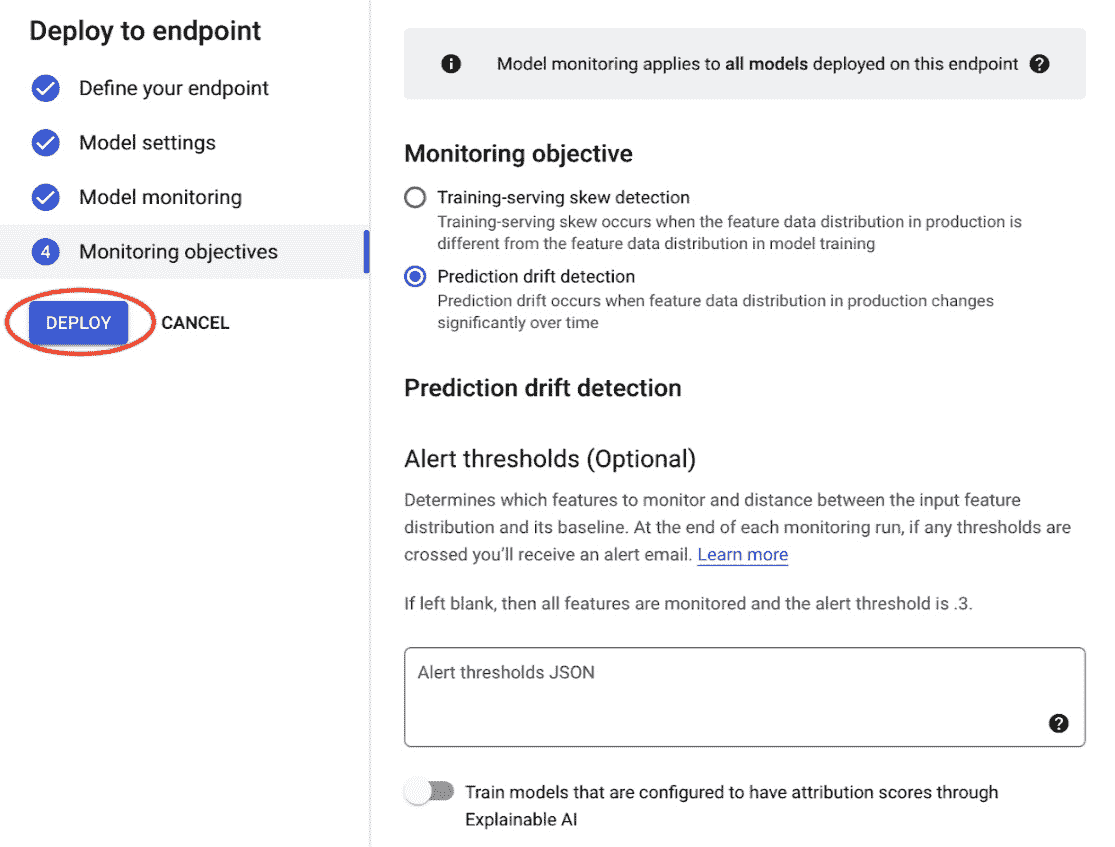 Deploy to endpoint
Define your endpoint
Model settings
Model monitoring
4 Monitoring objectives
DEPLOY CANCEL
Model monitoring applies to all models deployed on this endpoint
Monitoring objective
Training-serving skew detection
Training-serving skew occurs when the feature data distribution in production is
different from the feature data distribution in model training
Prediction drift detection
Prediction drift occurs when feature data distribution in production changes
significantly over time
Prediction drift detection
Alert thresholds (Optional)
Determines which features to monitor and distance between the input feature
distribution and its baseline. At the end of each monitoring run, if any thresholds are
crossed you’ll receive an alert email. Learn more
If left blank, then all features are monitored and the alert threshold is .3.
Alert thresholds JSON
Train models that are configured to have attribution scores through
Explainable AI